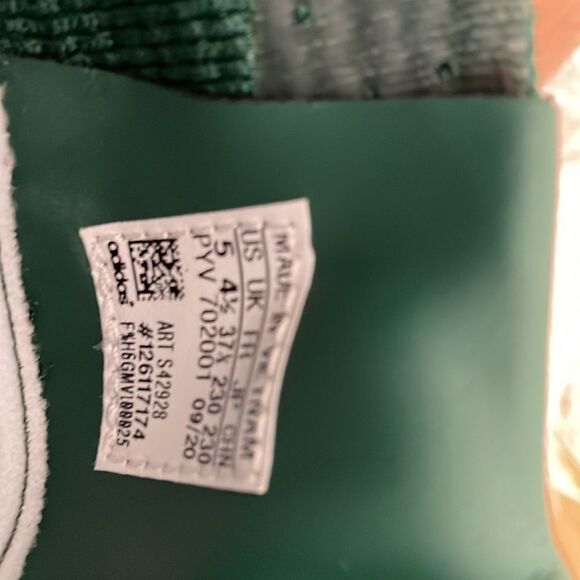 MADE IN VIETNAM
US UK FR JP CHN
5 4½ 37⅓ 230 230
PYV 702001 09/20
adidas
ART S42928
#126117174